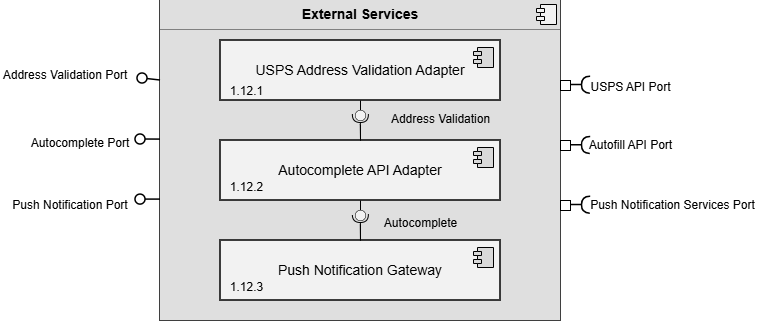 External Services
USPS Address Validation Adapter
1.12.1
Address Validation Port
USPS API Port
Address Validation
Autocomplete Port
Autofill API Port
Autocomplete API Adapter
1.12.2
Push Notification Port
Push Notification Services Port
Autocomplete
Push Notification Gateway
1.12.3